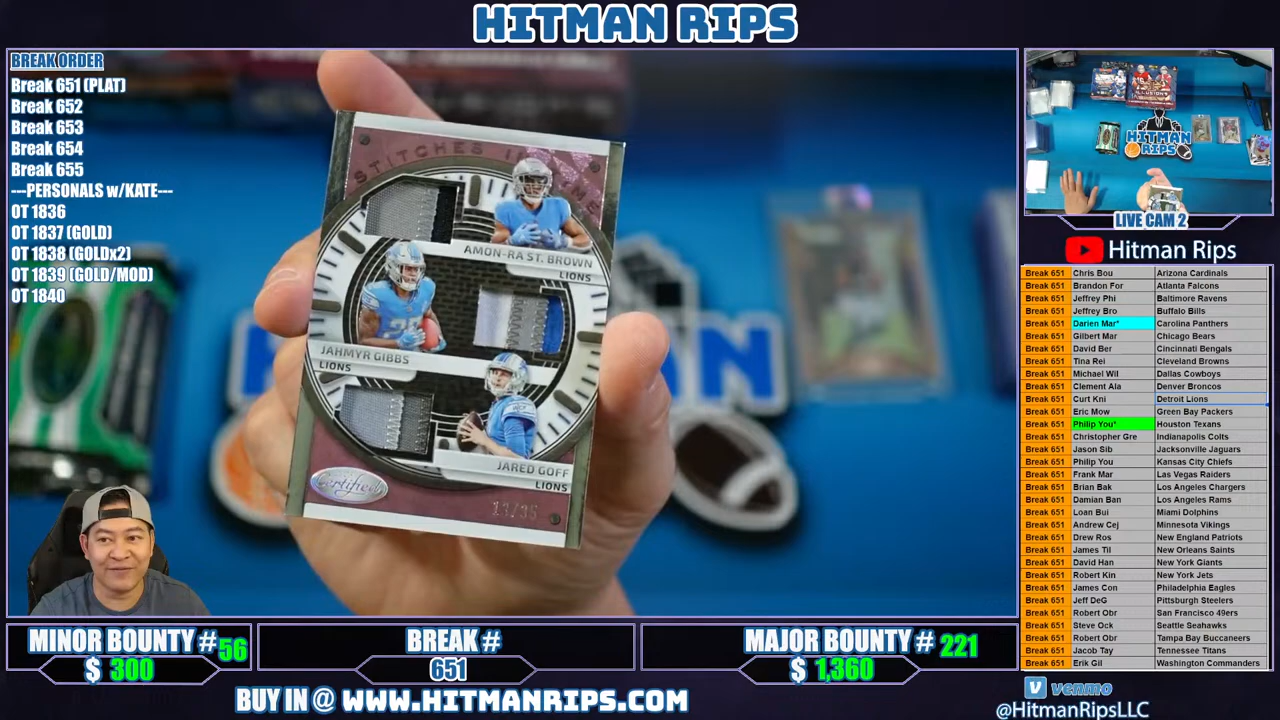 HITMAN RIPS
BREAK ORDER
Break 651 (PLAT)
Break 652
Break 653
Break 654
Break 655
---PERSONALS w/KATE---
OT 1836
OT 1837 (GOLD)
OT 1838 (GOLDx2)
OT 1839 (GOLD/MOD)
OT 1840
STITCHES IN TIME
AMON-RA ST. BROWN
LIONS
JAHMYR GIBBS
LIONS
JARED GOFF
LIONS
Certified
HITMAN
RIPS
LIVE CAM 2
Hitman Rips
Break 651 Chris Bou Arizona Cardinals
Break 651 Brandon For Atlanta Falcons
Break 651 Jeffrey Phi Baltimore Ravens
Break 651 Jeffrey Bro Buffalo Bills
Break 651 Darien Mar* Carolina Panthers
Break 651 Gilbert Mar Chicago Bears
Break 651 David Ber Cincinnati Bengals
Break 651 Tina Rei Cleveland Browns
Break 651 Michael Wil Dallas Cowboys
Break 651 Clement Ala Denver Broncos
Break 651 Curt Kni Detroit Lions
Break 651 Eric Mow Green Bay Packers
Break 651 Philip You* Houston Texans
Break 651 Christopher Gre Indianapolis Colts
Break 651 Jason Sib Jacksonville Jaguars
Break 651 Philip You Kansas City Chiefs
Break 651 Frank Mar Las Vegas Raiders
Break 651 Brian Bak Los Angeles Chargers
Break 651 Damian Ban Los Angeles Rams
Break 651 Loan Bui Miami Dolphins
Break 651 Andrew Cej Minnesota Vikings
Break 651 Drew Ros New England Patriots
Break 651 James Til New Orleans Saints
Break 651 David Han New York Giants
Break 651 Robert Kin New York Jets
Break 651 James Con Philadelphia Eagles
Break 651 Jeff DeG Pittsburgh Steelers
Break 651 Robert Obr San Francisco 49ers
Break 651 Steve Ock Seattle Seahawks
Break 651 Robert Obr Tampa Bay Buccaneers
Break 651 Jacob Tay Tennessee Titans
Break 651 Erik Gil Washington Commanders
MINOR BOUNTY # 56
$ 300
BREAK #
651
MAJOR BOUNTY # 221
$ 1,360
BUY IN @ WWW.HITMANRIPS.COM
venmo
@HitmanRipsLLC